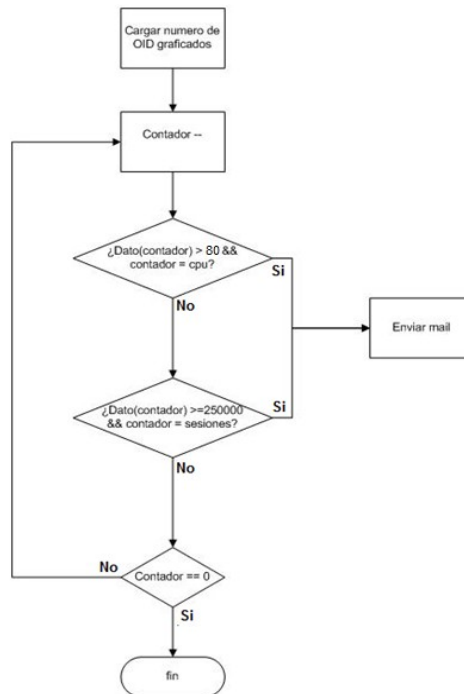 Cargar numero de
OID graficados
Contador --
¿Dato(contador) > 80 &&
contador = cpu?
Si
No
Enviar mail
¿Dato(contador) >=250000
&& contador = sesiones?
Si
No
No
Contador == 0
Si
fin